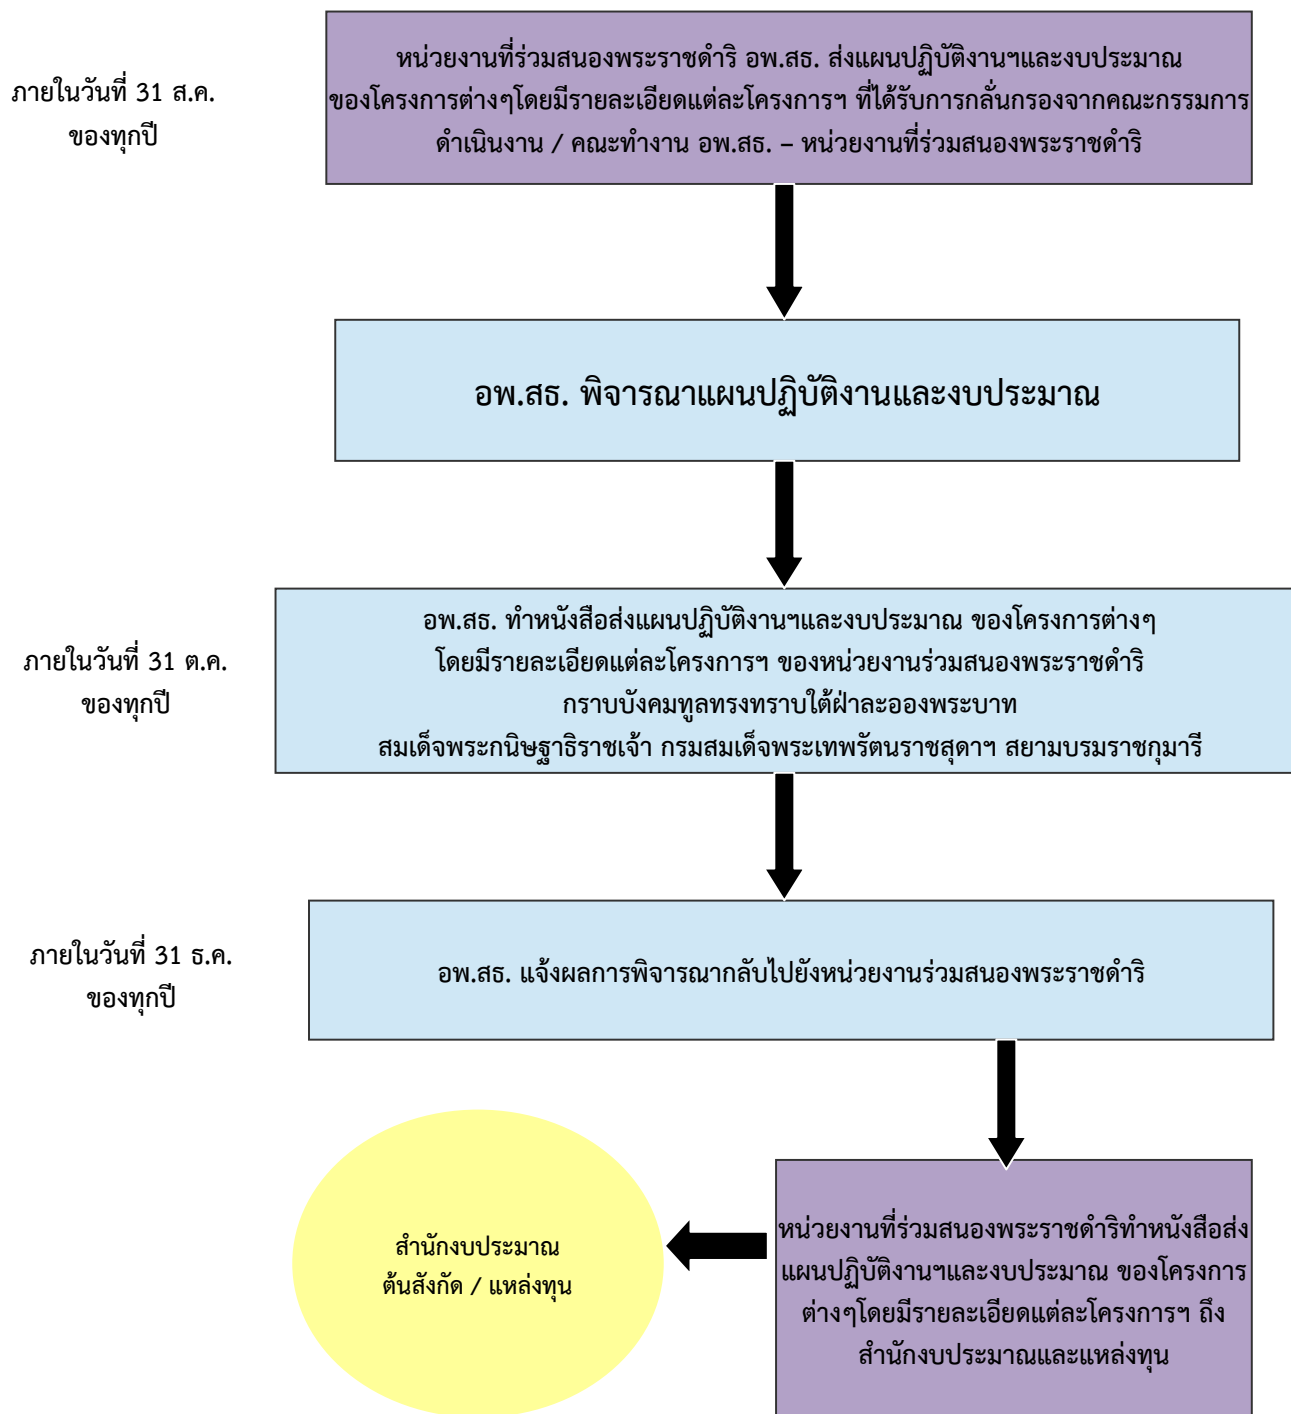 ภายในวันที่ 31 ส.ค.
ของทุกปี
หน่วยงานที่ร่วมสนองพระราชดำริ อพ.สธ. ส่งแผนปฏิบัติงานฯและงบประมาณ
ของโครงการต่างๆโดยมีรายละเอียดแต่ละโครงการฯ ที่ได้รับการกลั่นกรองจากคณะกรรมการ
ดำเนินงาน / คณะทำงาน อพ.สธ. – หน่วยงานที่ร่วมสนองพระราชดำริ
อพ.สธ. พิจารณาแผนปฏิบัติงานและงบประมาณ
ภายในวันที่ 31 ต.ค.
ของทุกปี
อพ.สธ. ทำหนังสือส่งแผนปฏิบัติงานฯและงบประมาณ ของโครงการต่างๆ
โดยมีรายละเอียดแต่ละโครงการฯ ของหน่วยงานร่วมสนองพระราชดำริ
กราบบังคมทูลทรงทราบใต้ฝ่าละอองพระบาท
สมเด็จพระกนิษฐาธิราชเจ้า กรมสมเด็จพระเทพรัตนราชสุดาฯ สยามบรมราชกุมารี
ภายในวันที่ 31 ธ.ค.
ของทุกปี
อพ.สธ. แจ้งผลการพิจารณากลับไปยังหน่วยงานร่วมสนองพระราชดำริ
สำนักงบประมาณ
ต้นสังกัด / แหล่งทุน
หน่วยงานที่ร่วมสนองพระราชดำริทำหนังสือส่ง
แผนปฏิบัติงานฯและงบประมาณ ของโครงการ
ต่างๆโดยมีรายละเอียดแต่ละโครงการฯ ถึง
สำนักงบประมาณและแหล่งทุน